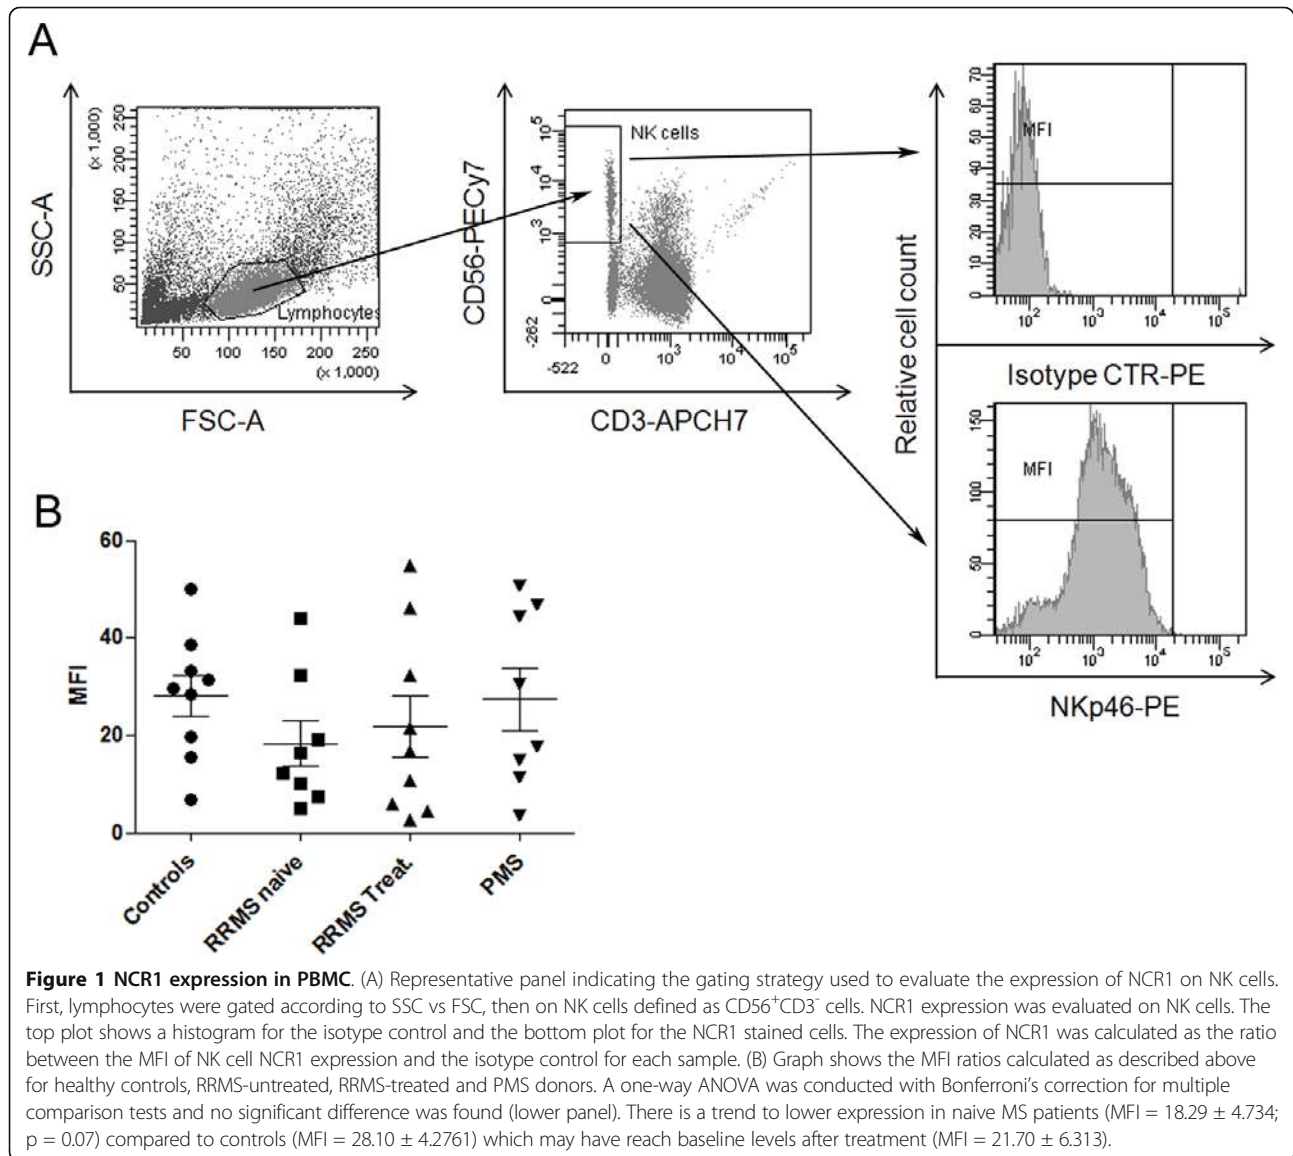 A
SSC-A
(x 1,000)
250
200
150
100
50
Lymphocytes
50 100 150 200 250
(x 1,000)
FSC-A
CD56-PECy7
10^5
10^4
10^3
0
-262
NK cells
-522
0 10^3 10^4 10^5
CD3-APCH7
Relative cell count
70
60
50
40
30
20
10
0
MFI
10^2 10^3 10^4 10^5
Isotype CTR-PE
150
100
50
0
MFI
10^2 10^3 10^4 10^5
NKp46-PE
B
MFI
60
40
20
0
Controls
RRMS naive
RRMS Treat.
PMS
Figure 1 NCR1 expression in PBMC. (A) Representative panel indicating the gating strategy used to evaluate the expression of NCR1 on NK cells.
First, lymphocytes were gated according to SSC vs FSC, then on NK cells defined as CD56⁺CD3⁻ cells. NCR1 expression was evaluated on NK cells. The
top plot shows a histogram for the isotype control and the bottom plot for the NCR1 stained cells. The expression of NCR1 was calculated as the ratio
between the MFI of NK cell NCR1 expression and the isotype control for each sample. (B) Graph shows the MFI ratios calculated as described above
for healthy controls, RRMS-untreated, RRMS-treated and PMS donors. A one-way ANOVA was conducted with Bonferroni's correction for multiple
comparison tests and no significant difference was found (lower panel). There is a trend to lower expression in naive MS patients (MFI = 18.29 ± 4.734;
p = 0.07) compared to controls (MFI = 28.10 ± 4.2761) which may have reach baseline levels after treatment (MFI = 21.70 ± 6.313).